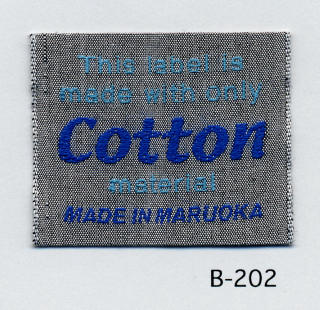 This label is
made with only
Cotton
material
MADE IN MARUOKA
B-202